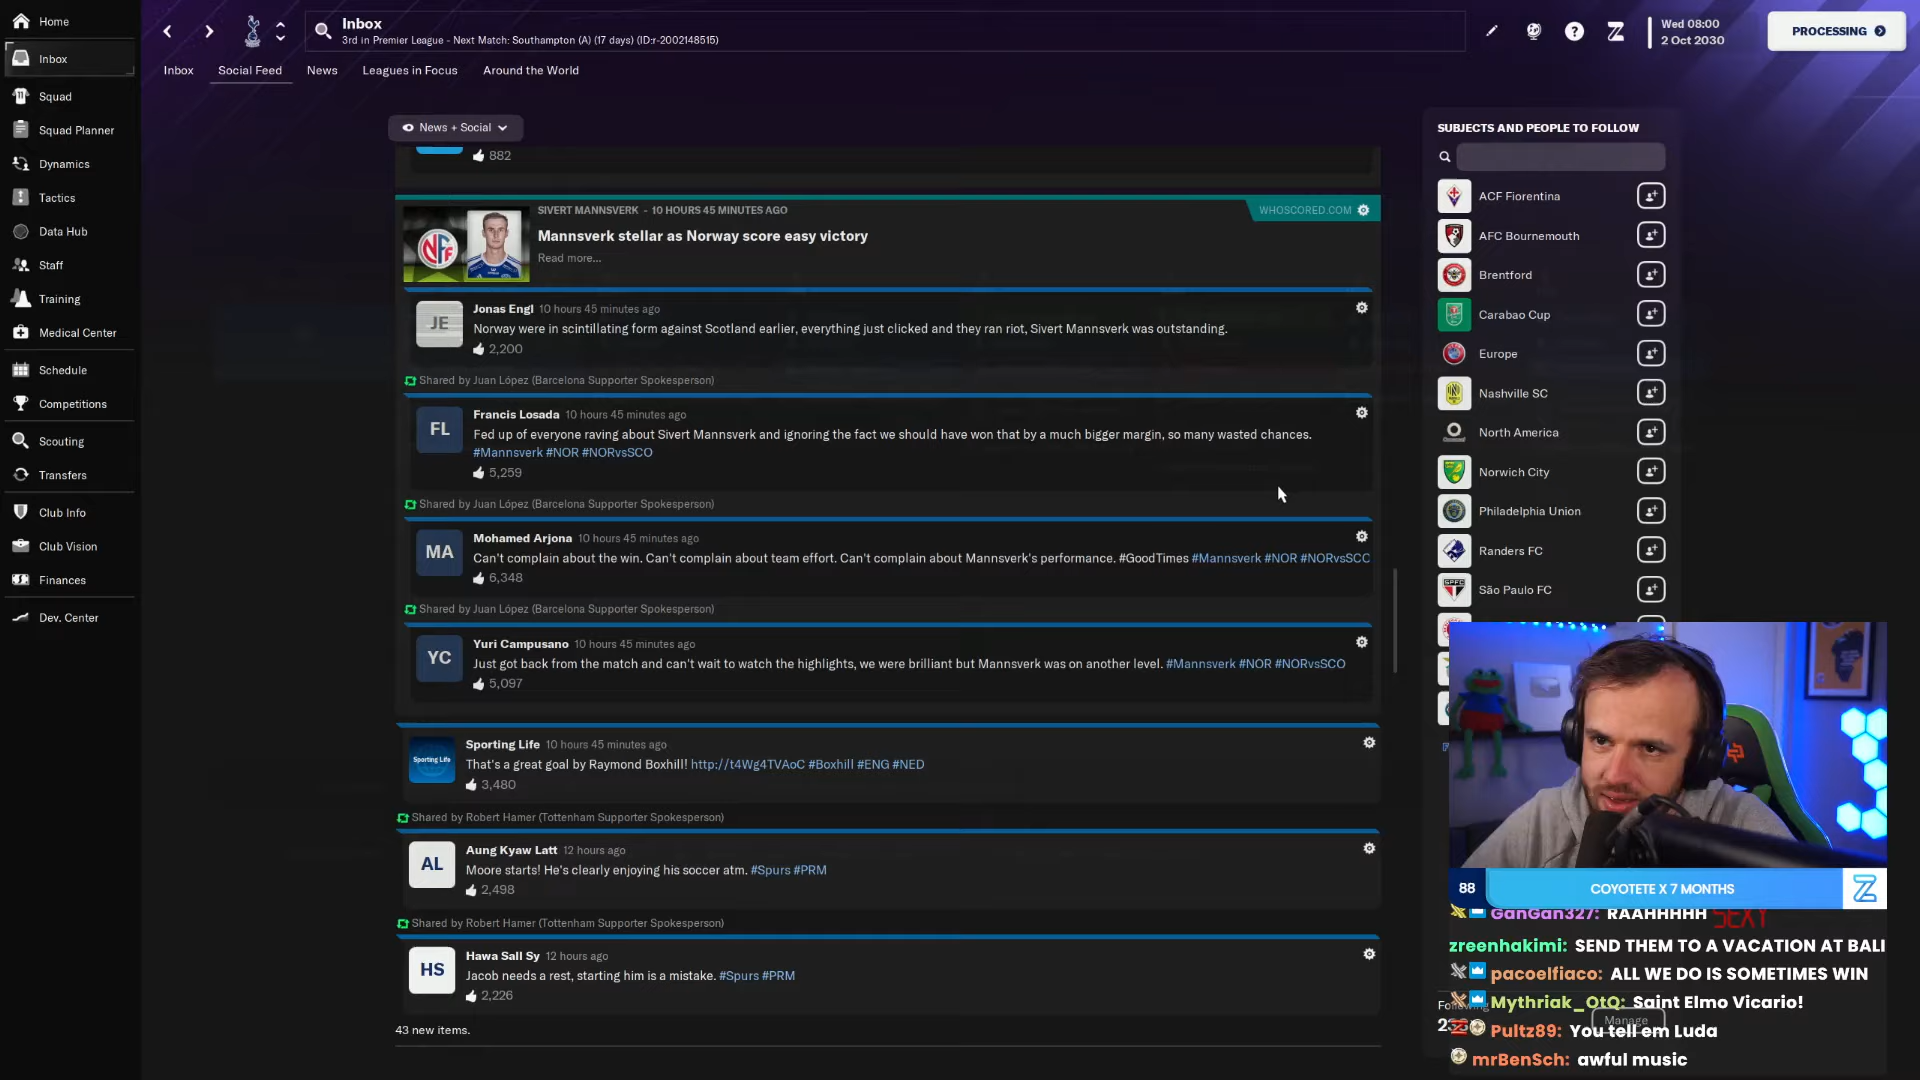 Home
Inbox
Squad
Squad Planner
Dynamics
Tactics
Data Hub
Staff
Training
Medical Center
Schedule
Competitions
Scouting
Transfers
Club Info
Club Vision
Finances
Dev. Center
Inbox
3rd in Premier League - Next Match: Southampton (A) (17 days) (ID:r-2002148515)
Wed 08:00
2 Oct 2030
PROCESSING
Inbox
Social Feed
News
Leagues in Focus
Around the World
News + Social
882
SIVERT MANNSVERK - 10 HOURS 45 MINUTES AGO
WHOSCORED.COM
Mannsverk stellar as Norway score easy victory
Read more...
JE
Jonas Engl 10 hours 45 minutes ago
Norway were in scintillating form against Scotland earlier, everything just clicked and they ran riot, Sivert Mannsverk was outstanding.
2,200
Shared by Juan López (Barcelona Supporter Spokesperson)
FL
Francis Losada 10 hours 45 minutes ago
Fed up of everyone raving about Sivert Mannsverk and ignoring the fact we should have won that by a much bigger margin, so many wasted chances.
#Mannsverk #NOR #NORvsSCO
5,259
Shared by Juan López (Barcelona Supporter Spokesperson)
MA
Mohamed Arjona 10 hours 45 minutes ago
Can't complain about the win. Can't complain about team effort. Can't complain about Mannsverk's performance. #GoodTimes #Mannsverk #NOR #NORvsSCO
6,348
Shared by Juan López (Barcelona Supporter Spokesperson)
YC
Yuri Campusano 10 hours 45 minutes ago
Just got back from the match and can't wait to watch the highlights, we were brilliant but Mannsverk was on another level. #Mannsverk #NOR #NORvsSCO
5,097
Sporting Life
Sporting Life 10 hours 45 minutes ago
That's a great goal by Raymond Boxhill! http://t4Wg4TVAoC #Boxhill #ENG #NED
3,480
Shared by Robert Hamer (Tottenham Supporter Spokesperson)
AL
Aung Kyaw Latt 12 hours ago
Moore starts! He's clearly enjoying his soccer atm. #Spurs #PRM
2,498
Shared by Robert Hamer (Tottenham Supporter Spokesperson)
HS
Hawa Sall Sy 12 hours ago
Jacob needs a rest, starting him is a mistake. #Spurs #PRM
2,226
43 new items.
SUBJECTS AND PEOPLE TO FOLLOW
ACF Fiorentina
AFC Bournemouth
Brentford
Carabao Cup
Europe
Nashville SC
North America
Norwich City
Philadelphia Union
Randers FC
São Paulo FC
88
COYOTETE X 7 MONTHS
GanGan327: RAAHHHHH SEXY
zreenhakimi: SEND THEM TO A VACATION AT BALI
pacoelfiaco: ALL WE DO IS SOMETIMES WIN
Mythriak_OtQ: Saint Elmo Vicario!
Manage
Pultz89: You tell em Luda
mrBenSch: awful music